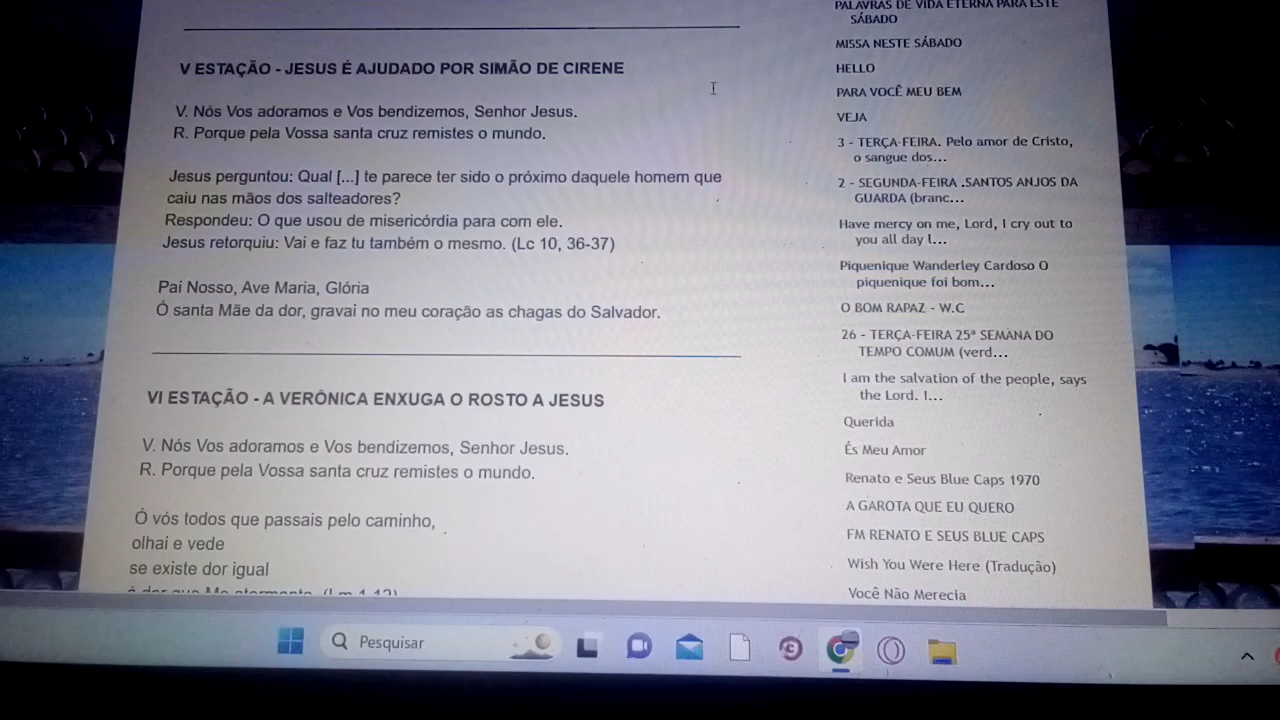 V ESTAÇÃO - JESUS É AJUDADO POR SIMÃO DE CIRENE
V. Nós Vos adoramos e Vos bendizemos, Senhor Jesus.
R. Porque pela Vossa santa cruz remistes o mundo.
Jesus perguntou: Qual [...] te parece ter sido o próximo daquele homem que
caiu nas mãos dos salteadores?
Respondeu: O que usou de misericórdia para com ele.
Jesus retorquiu: Vai e faz tu também o mesmo. (Lc 10, 36-37)
Pai Nosso, Ave Maria, Glória
Ó santa Mãe da dor, gravai no meu coração as chagas do Salvador.
VI ESTAÇÃO - A VERÔNICA ENXUGA O ROSTO A JESUS
V. Nós Vos adoramos e Vos bendizemos, Senhor Jesus.
R. Porque pela Vossa santa cruz remistes o mundo.
Ó vós todos que passais pelo caminho,
olhai e vede
se existe dor igual
à dor que Me atormenta. (Lm 1,12)
PALAVRAS DE VIDA ETERNA PARA ESTE
SÁBADO
MISSA NESTE SÁBADO
HELLO
PARA VOCÊ MEU BEM
VEJA
3 - TERÇA-FEIRA. Pelo amor de Cristo,
o sangue dos...
2 - SEGUNDA-FEIRA .SANTOS ANJOS DA
GUARDA (branc...
Have mercy on me, Lord, I cry out to
you all day l...
Piquenique Wanderley Cardoso O
piquenique foi bom...
O BOM RAPAZ - W.C
26 - TERÇA-FEIRA 25ª SEMANA DO
TEMPO COMUM (verd...
I am the salvation of the people, says
the Lord. I...
Querida
És Meu Amor
Renato e Seus Blue Caps 1970
A GAROTA QUE EU QUERO
FM RENATO E SEUS BLUE CAPS
Wish You Were Here (Tradução)
Você Não Merecia
Pesquisar